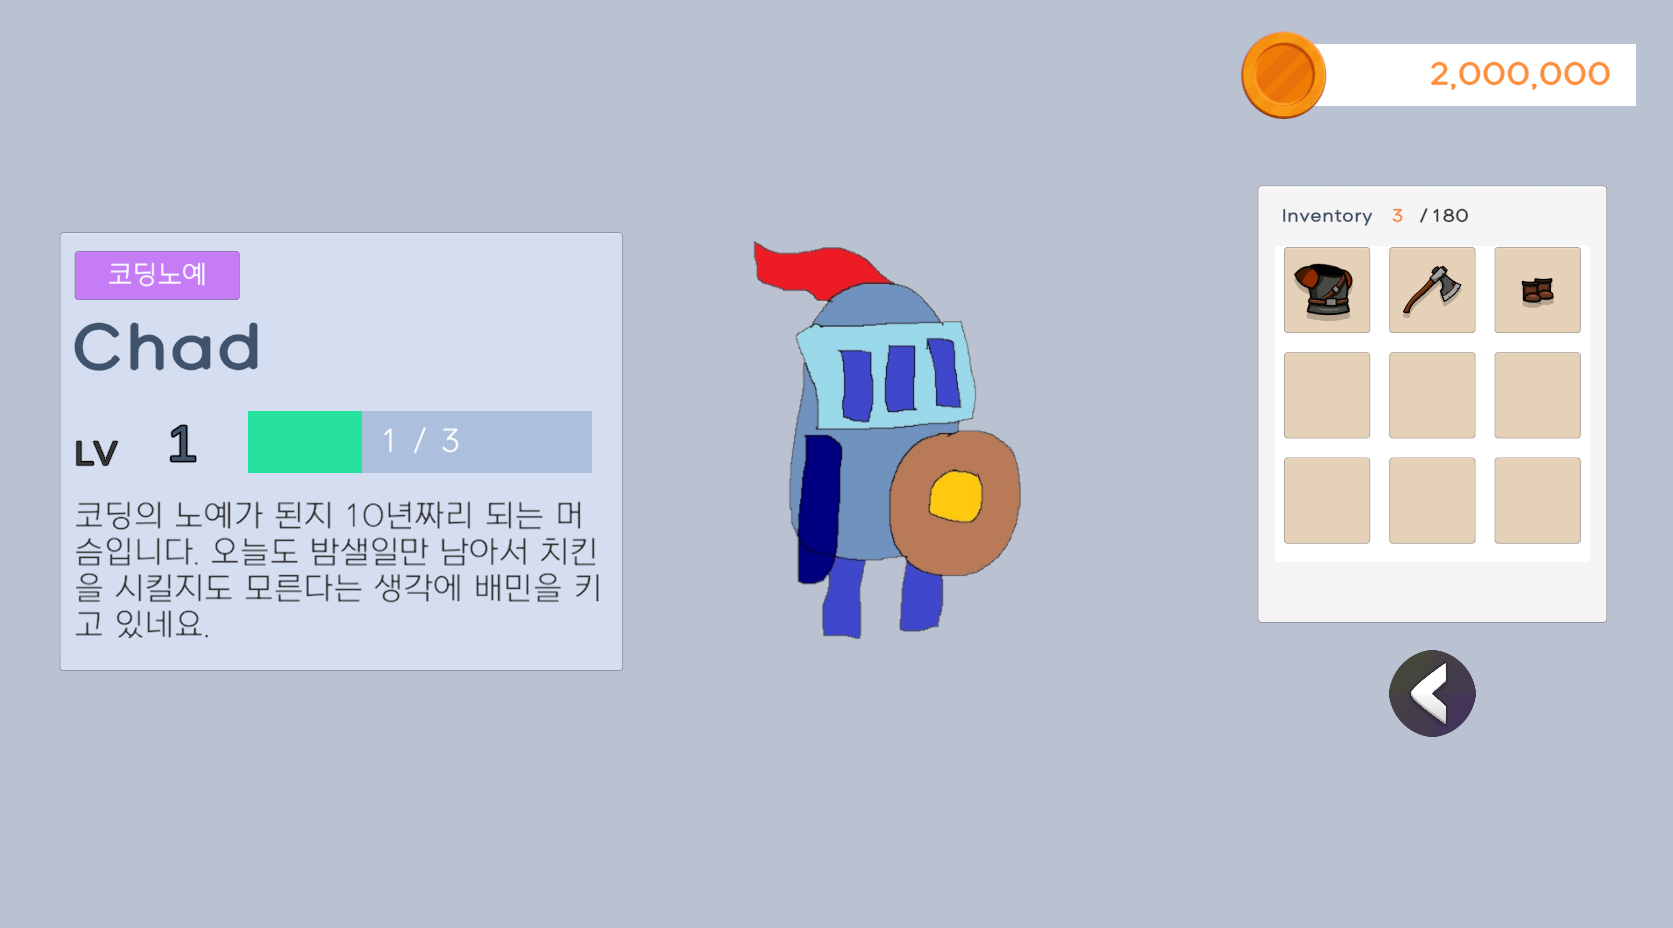 2,000,000
코딩노예
Chad
LV 1 1 / 3
코딩의 노예가 된지 10년짜리 되는 머
슴입니다. 오늘도 밤샐일만 남아서 치킨
을 시킬지도 모른다는 생각에 배민을 키
고 있네요.
Inventory 3 /180